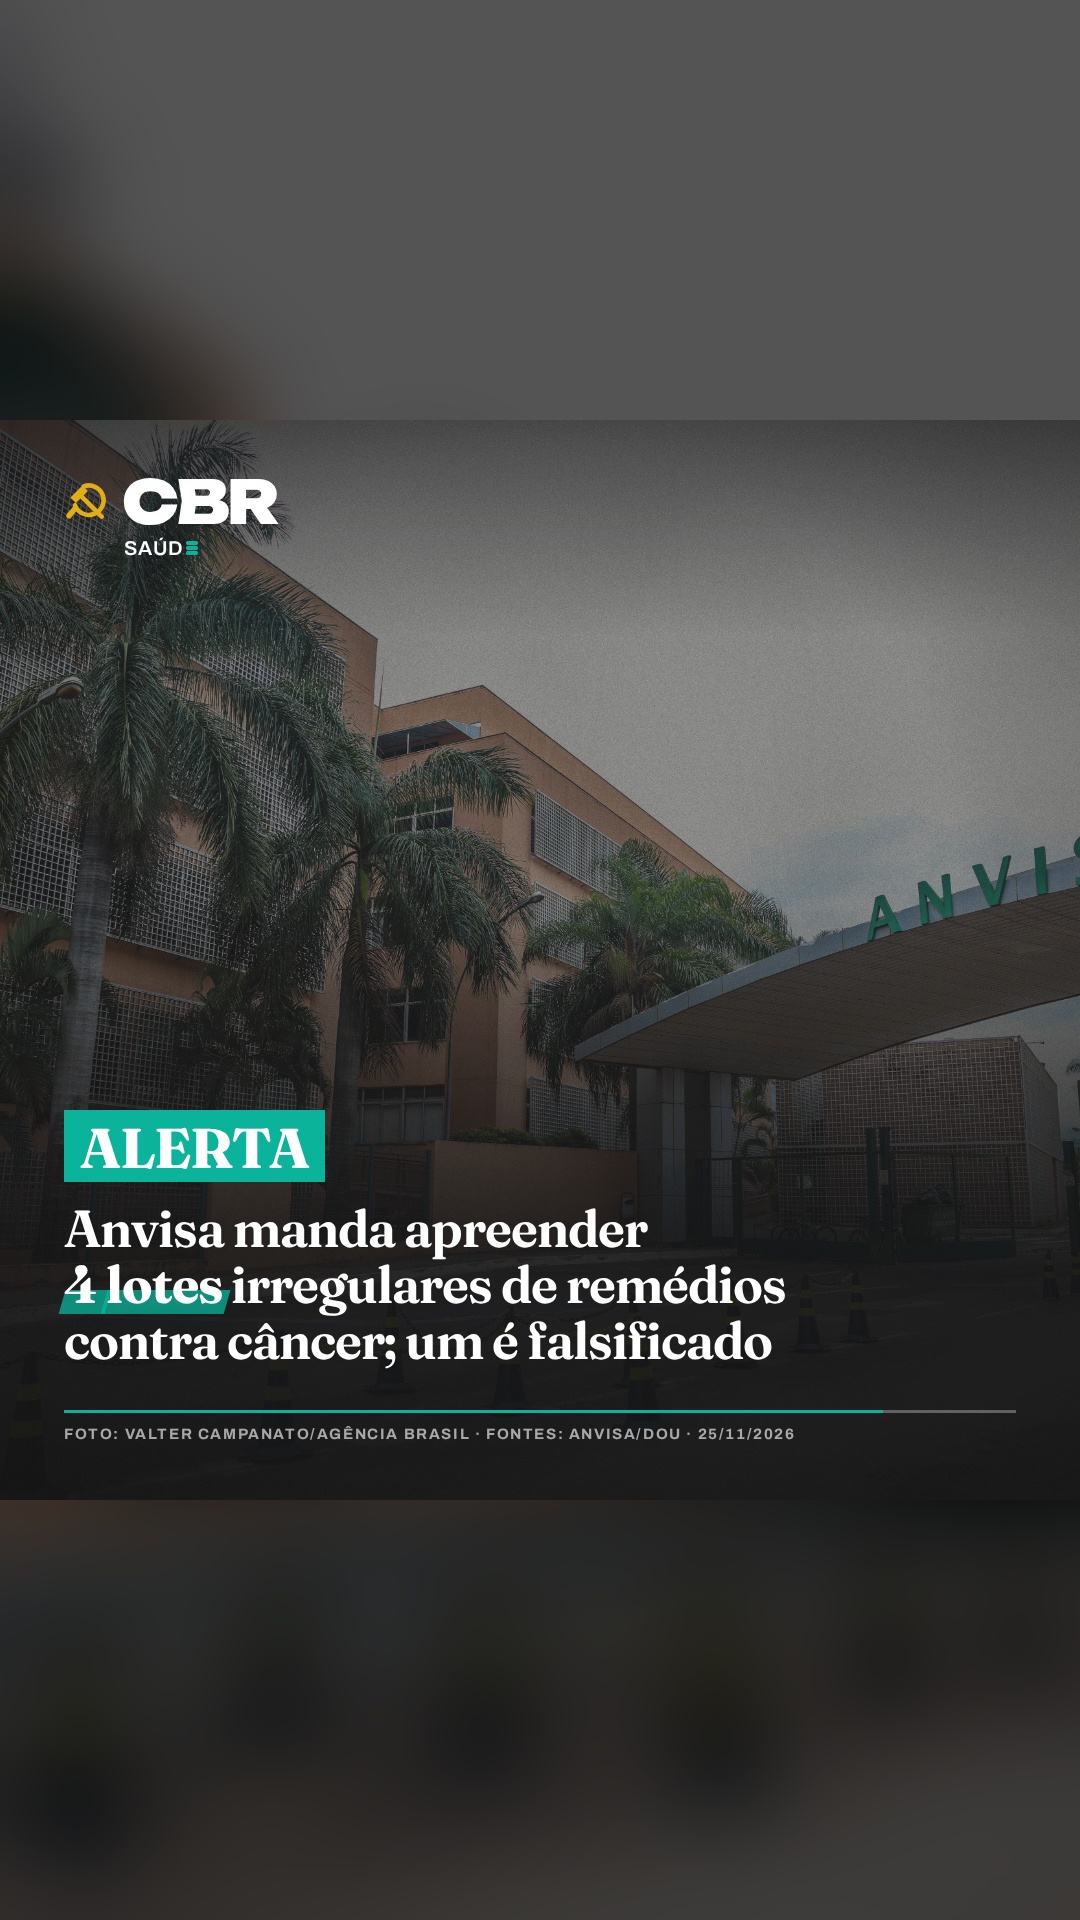 CBR
SAÚDE
ANVIS
ALERTA
Anvisa manda apreender
4 lotes irregulares de remédios
contra câncer; um é falsificado
FOTO: VALTER CAMPANATO/AGÊNCIA BRASIL · FONTES: ANVISA/DOU · 25/11/2026